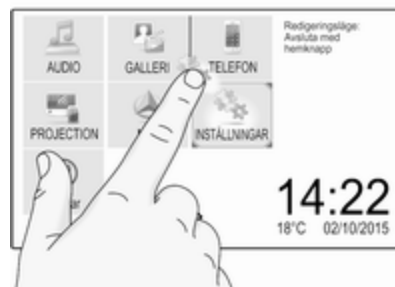 AUDIO
GALLERI
TELEFON
Redigeringsläge:
Avsluta med
hemknapp
PROJECTION
INSTÄLLNINGAR
14:22
18°C 02/10/2015